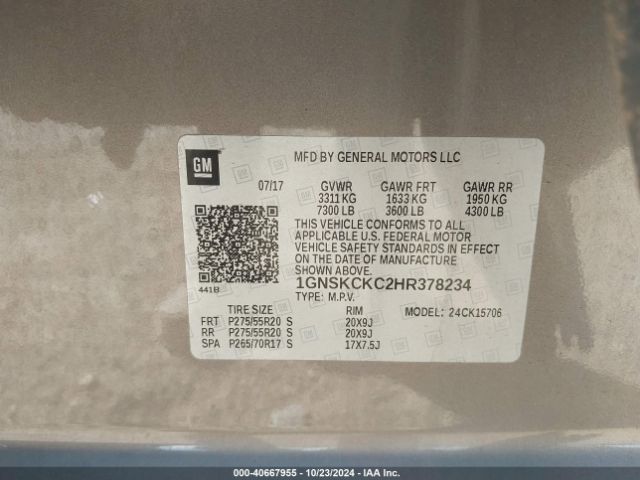 GM
MFD BY GENERAL MOTORS LLC
07/17 GVWR GAWR FRT GAWR RR
3311 KG 1633 KG 1950 KG
7300 LB 3600 LB 4300 LB
THIS VEHICLE CONFORMS TO ALL
APPLICABLE U.S. FEDERAL MOTOR
VEHICLE SAFETY STANDARDS IN EFFECT
ON THE DATE OF MANUFACTURE
SHOWN ABOVE.
441B
1GNSKCKC2HR378234
TYPE: M.P.V. MODEL: 24CK15706
TIRE SIZE RIM
FRT P275/55R20 S 20X9J
RR P275/55R20 S 20X9J
SPA P265/70R17 S 17X7.5J
000-40667955 - 10/23/2024 - IAA Inc.